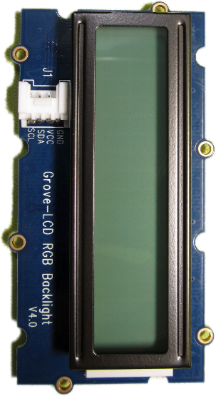 J1
GND
VCC
SDA
SCL
Grove-LCD RGB Backlight
V4.0